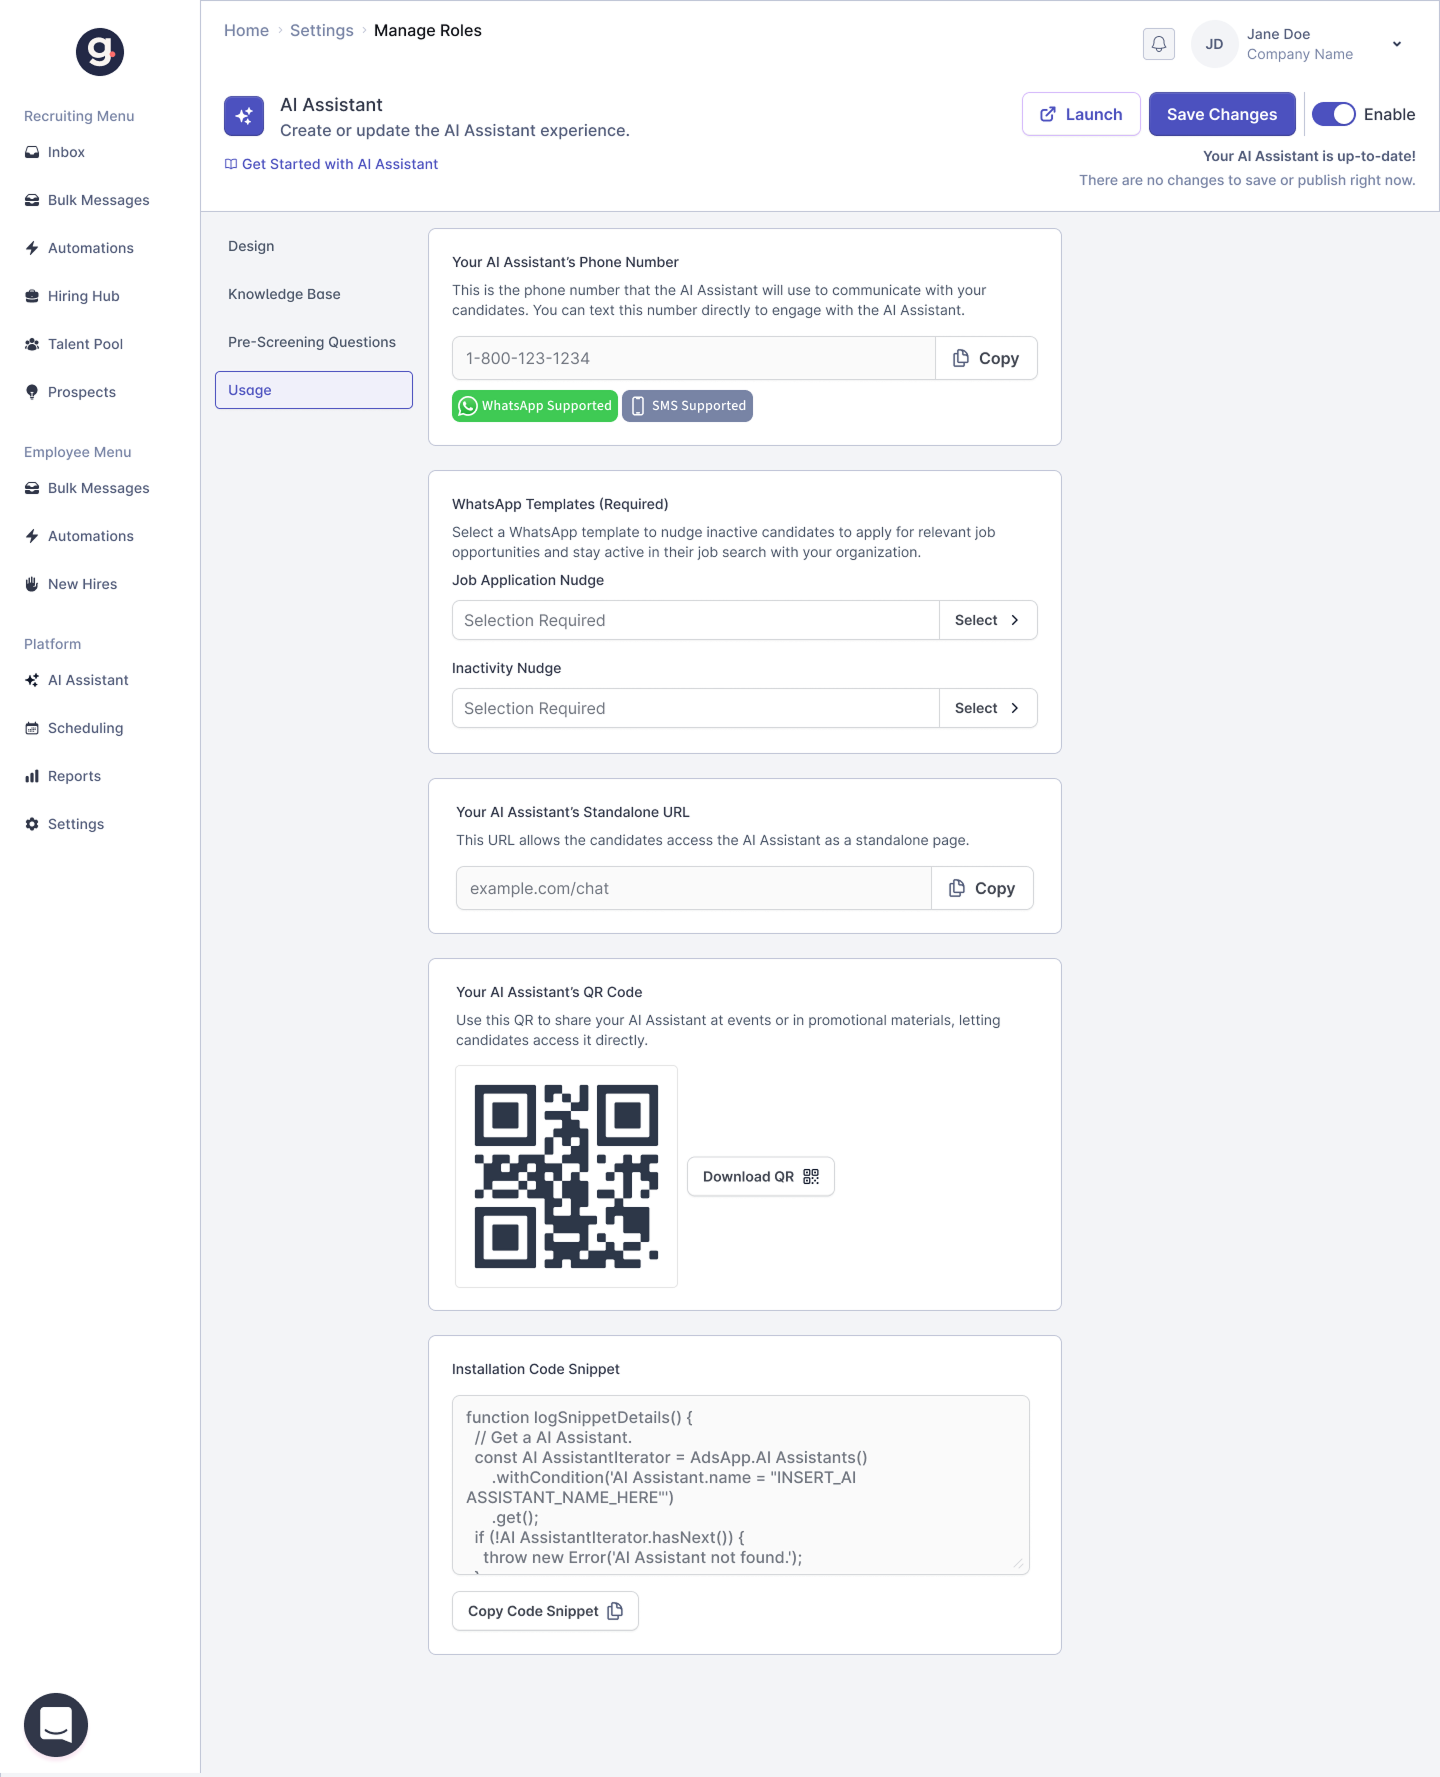 g.
Recruiting Menu
Inbox
Bulk Messages
Automations
Hiring Hub
Talent Pool
Prospects
Employee Menu
Bulk Messages
Automations
New Hires
Platform
AI Assistant
Scheduling
Reports
Settings
Home › Settings › Manage Roles
JD
Jane Doe
Company Name
AI Assistant
Create or update the AI Assistant experience.
Get Started with AI Assistant
Launch
Save Changes
Enable
Your AI Assistant is up-to-date!
There are no changes to save or publish right now.
Design
Knowledge Base
Pre-Screening Questions
Usage
Your AI Assistant’s Phone Number
This is the phone number that the AI Assistant will use to communicate with your
candidates. You can text this number directly to engage with the AI Assistant.
1-800-123-1234
Copy
WhatsApp Supported
SMS Supported
WhatsApp Templates (Required)
Select a WhatsApp template to nudge inactive candidates to apply for relevant job
opportunities and stay active in their job search with your organization.
Job Application Nudge
Selection Required
Select
Inactivity Nudge
Selection Required
Select
Your AI Assistant’s Standalone URL
This URL allows the candidates access the AI Assistant as a standalone page.
example.com/chat
Copy
Your AI Assistant’s QR Code
Use this QR to share your AI Assistant at events or in promotional materials, letting
candidates access it directly.
Download QR
Installation Code Snippet
function logSnippetDetails() {
// Get a AI Assistant.
const AI AssistantIterator = AdsApp.AI Assistants()
.withCondition('AI Assistant.name = "INSERT_AI
ASSISTANT_NAME_HERE"')
.get();
if (!AI AssistantIterator.hasNext()) {
throw new Error('AI Assistant not found.');
}
Copy Code Snippet